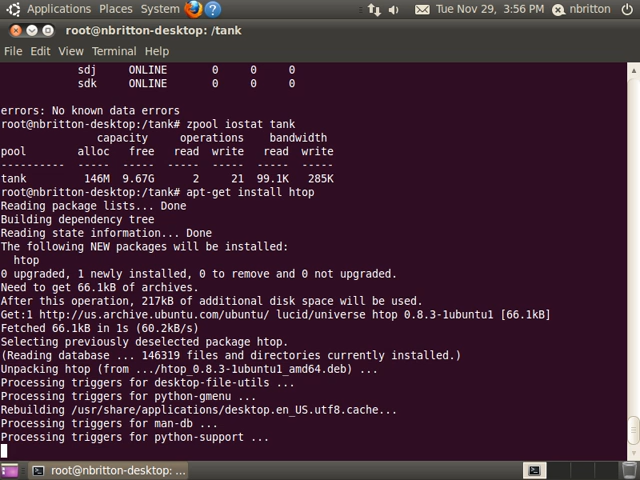 Applications Places System ? Tue Nov 29, 3:56 PM nbritton
root@nbritton-desktop: /tank
File Edit View Terminal Help
sdj ONLINE 0 0 0
sdk ONLINE 0 0 0
errors: No known data errors
root@nbritton-desktop:/tank# zpool iostat tank
capacity operations bandwidth
pool alloc free read write read write
---------- ----- ----- ----- ----- ----- -----
tank 146M 9.67G 2 21 99.1K 285K
root@nbritton-desktop:/tank# apt-get install htop
Reading package lists... Done
Building dependency tree
Reading state information... Done
The following NEW packages will be installed:
htop
0 upgraded, 1 newly installed, 0 to remove and 0 not upgraded.
Need to get 66.1kB of archives.
After this operation, 217kB of additional disk space will be used.
Get:1 http://us.archive.ubuntu.com/ubuntu/ lucid/universe htop 0.8.3-1ubuntu1 [66.1kB]
Fetched 66.1kB in 1s (60.2kB/s)
Selecting previously deselected package htop.
(Reading database ... 146319 files and directories currently installed.)
Unpacking htop (from .../htop_0.8.3-1ubuntu1_amd64.deb) ...
Processing triggers for desktop-file-utils ...
Processing triggers for python-gmenu ...
Rebuilding /usr/share/applications/desktop.en_US.utf8.cache...
Processing triggers for man-db ...
Processing triggers for python-support ...
root@nbritton-desktop: ...